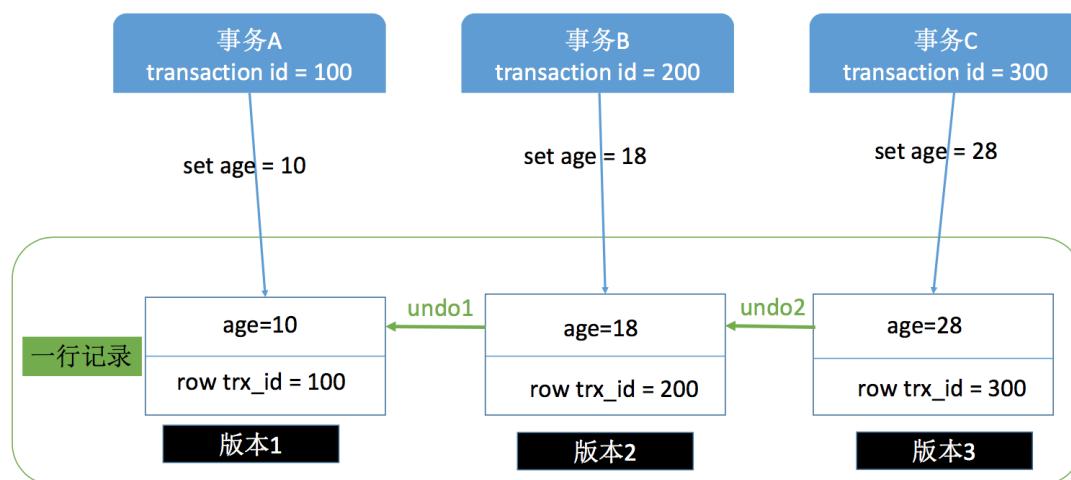 事务A
transaction id = 100
事务B
transaction id = 200
事务C
transaction id = 300
set age = 10
set age = 18
set age = 28
undo1
undo2
age=10
age=18
age=28
一行记录
row trx_id = 100
row trx_id = 200
row trx_id = 300
版本1
版本2
版本3